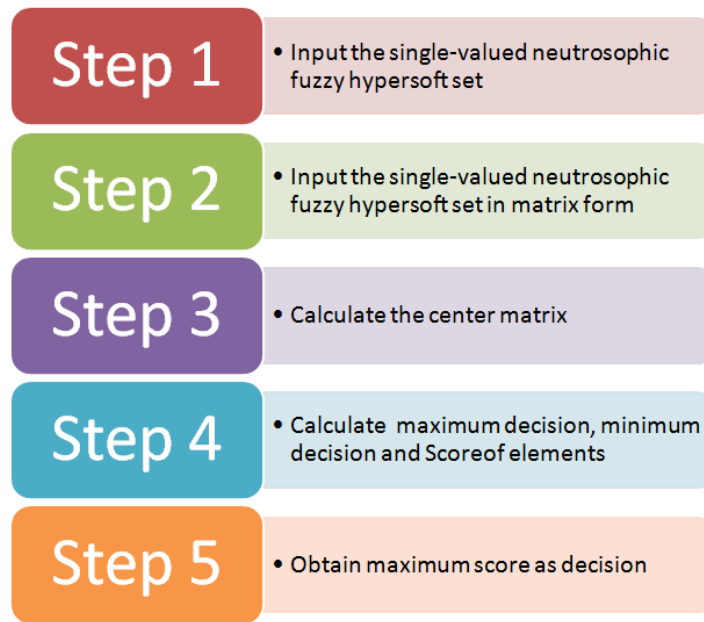 Step 1
• Input the single-valued neutrosophic
fuzzy hypersoft set
Step 2
• Input the single-valued neutrosophic
fuzzy hypersoft set in matrix form
Step 3
• Calculate the center matrix
Step 4
• Calculate maximum decision, minimum
decision and Scoreof elements
Step 5
• Obtain maximum score as decision